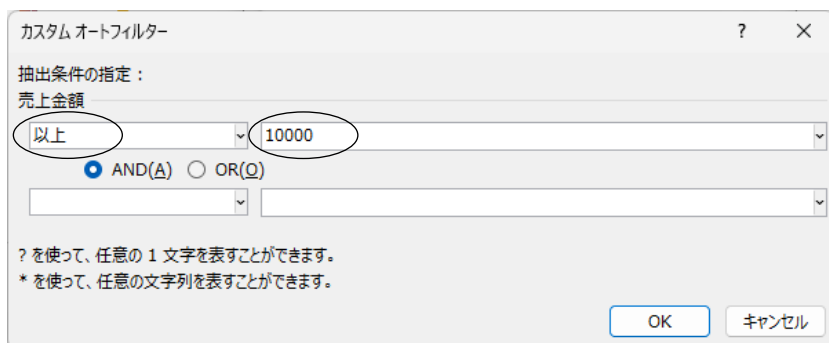 カスタム オートフィルター ? ×
抽出条件の指定：
売上金額
以上 10000
AND(A) OR(O)
? を使って、任意の 1 文字を表すことができます。
* を使って、任意の文字列を表すことができます。
OK キャンセル